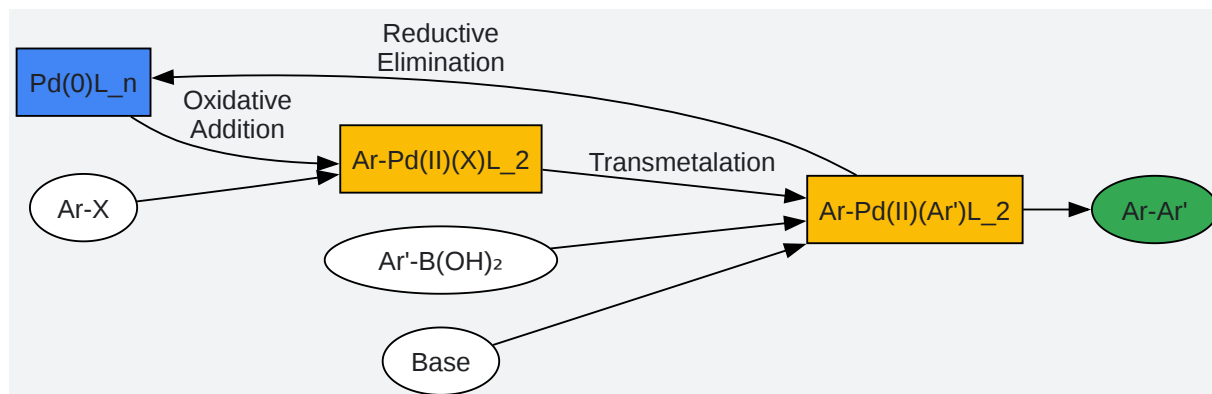 Reductive
Elimination
Pd(0)L_n
Oxidative
Addition
Ar-Pd(II)(X)L_2
Transmetalation
Ar-X
Ar-Pd(II)(Ar')L_2
Ar-Ar'
Ar'-B(OH)₂
Base